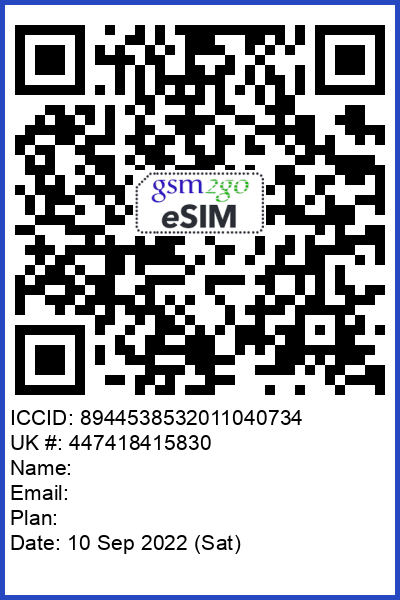 gsm2go
eSIM
ICCID: 8944538532011040734
UK #: 447418415830
Name:
Email:
Plan:
Date: 10 Sep 2022 (Sat)